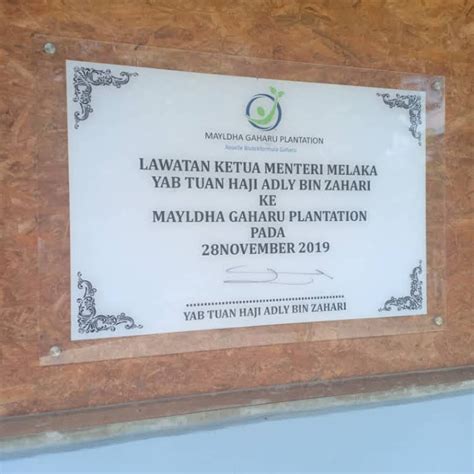 MAYLDHA GAHARU PLANTATION
LAWATAN KETUA MENTERI MELAKA
YAB TUAN HAJI ADLY BIN ZAHARI
KE
MAYLDHA GAHARU PLANTATION
PADA
28NOVEMBER 2019
YAB TUAN HAJI ADLY BIN ZAHARI